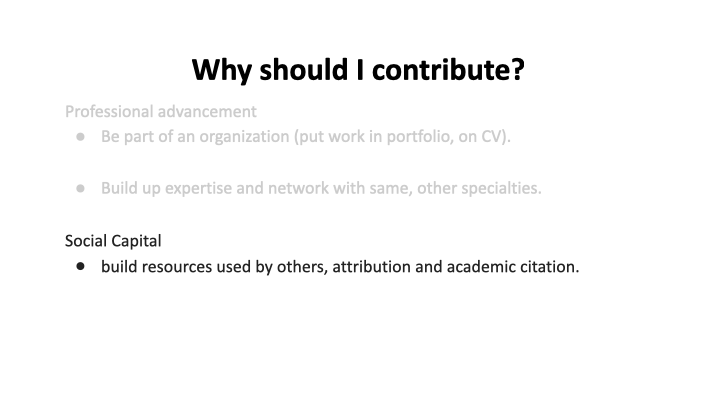 Why should I contribute?
Professional advancement
● Be part of an organization (put work in portfolio, on CV).
● Build up expertise and network with same, other specialties.
Social Capital
● build resources used by others, attribution and academic citation.